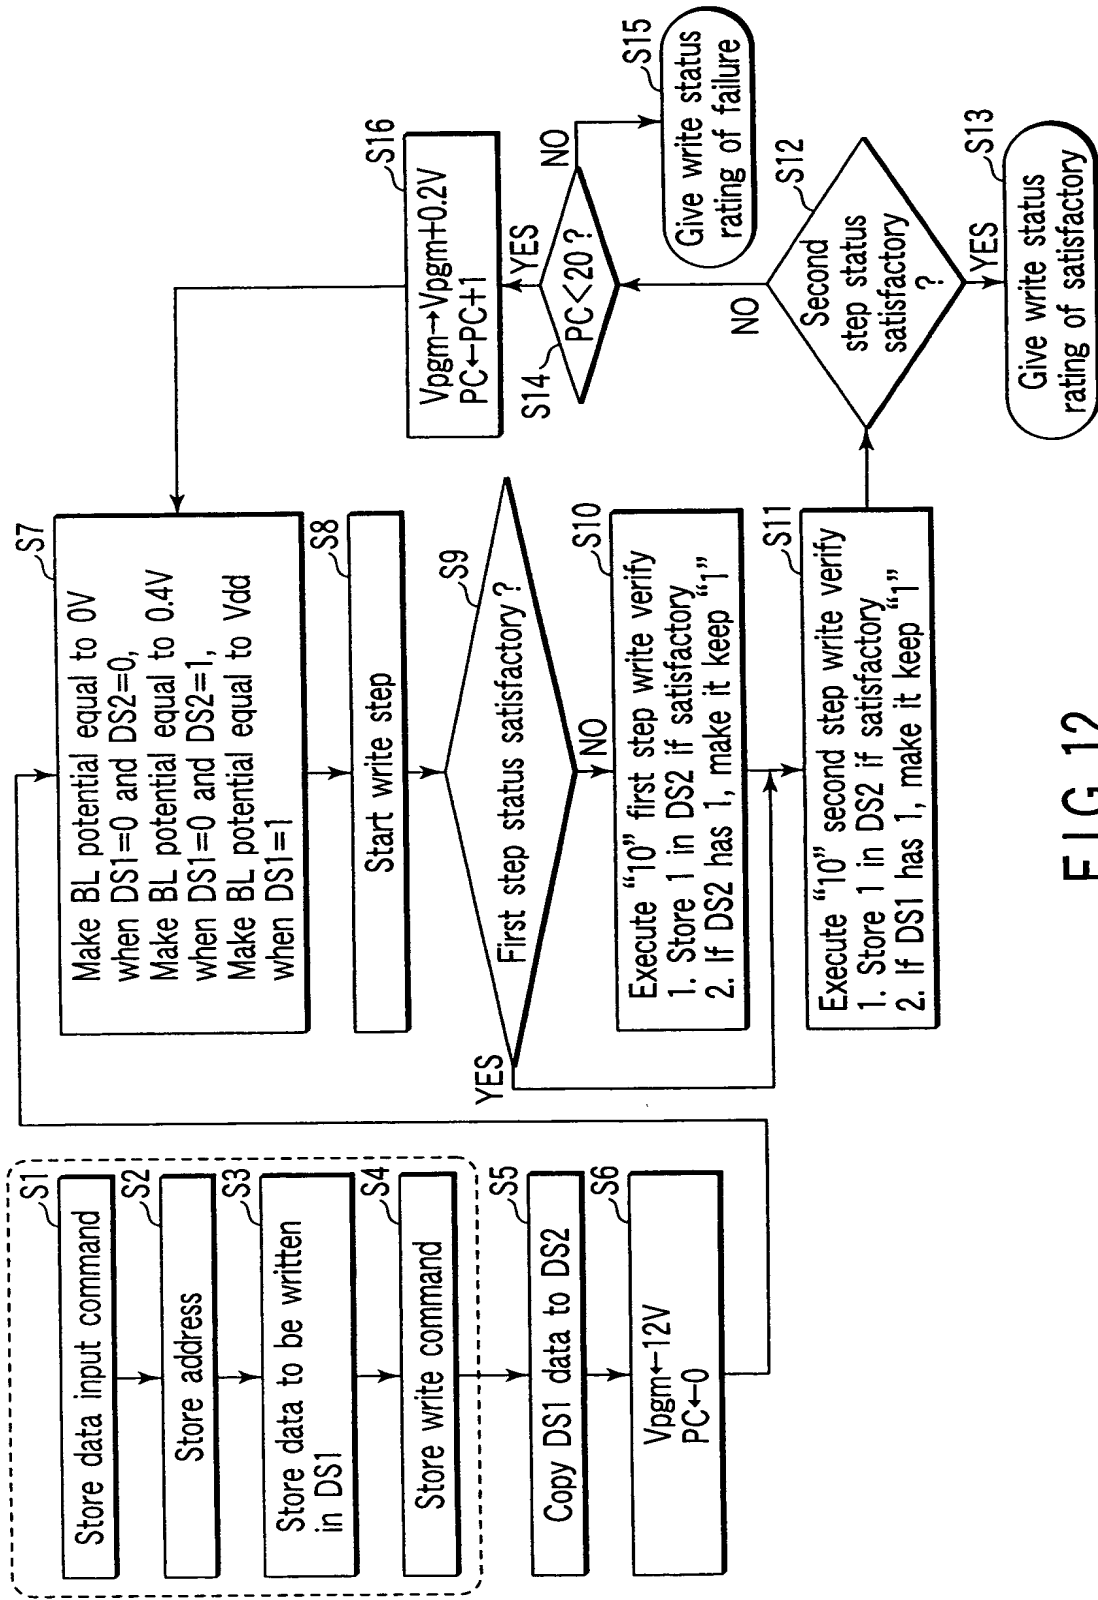 S1
Store data input command
S2
Store address
S3
Store data to be written
in DS1
S4
Store write command
S5
Copy DS1 data to DS2
S6
Vpgm←12V
PC←0
S7
Make BL potential equal to 0V
when DS1=0 and DS2=0,
Make BL potential equal to 0.4V
when DS1=0 and DS2=1,
Make BL potential equal to Vdd
when DS1=1
S8
Start write step
S9
First step status satisfactory?
YES
NO
S10
Execute “10” first step write verify
1. Store 1 in DS2 if satisfactory
2. If DS2 has 1, make it keep “1”
S11
Execute “10” second step write verify
1. Store 1 in DS2 if satisfactory
2. If DS1 has 1, make it keep “1”
S16
Vpgm→Vpgm+0.2V
PC←PC+1
YES
S14
PC<20?
NO
S15
Give write status
rating of failure
NO
S12
Second
step status
satisfactory
?
YES
S13
Give write status
rating of satisfactory
FIG.12